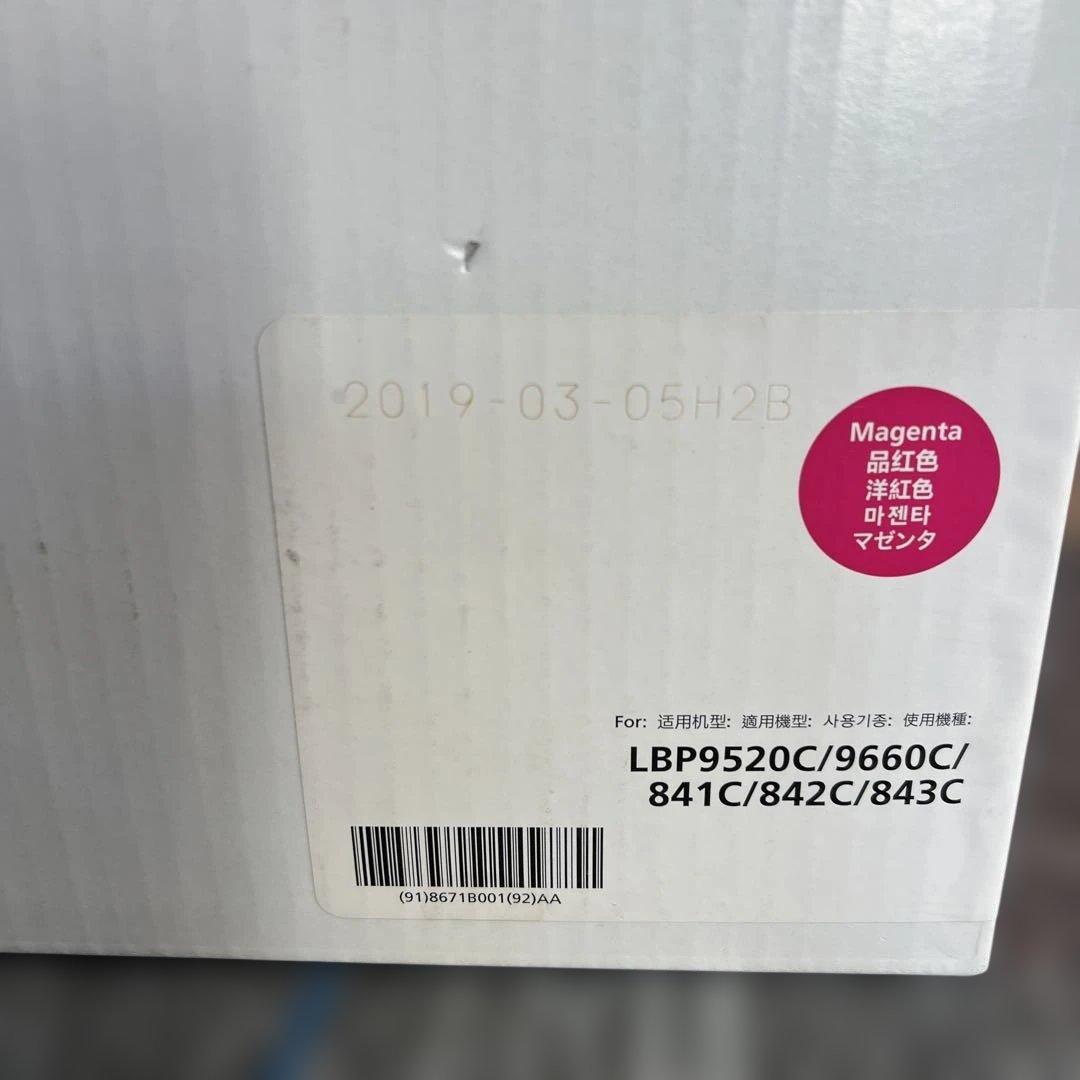 2019-03-05H2B
Magenta
品红色
洋紅色
마젠타
マゼンタ
For: 适用机型: 適用機型: 사용기종: 使用機種:
LBP9520C/9660C/
841C/842C/843C
(91)8671B001(92)AA